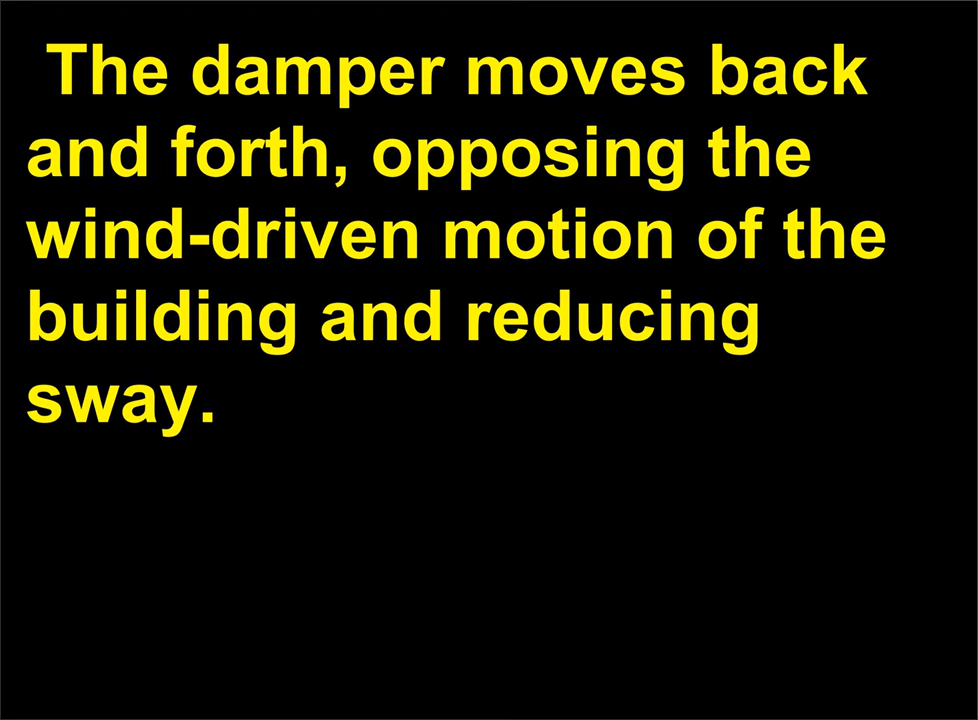 The damper moves back
and forth, opposing the
wind-driven motion of the
building and reducing
sway.